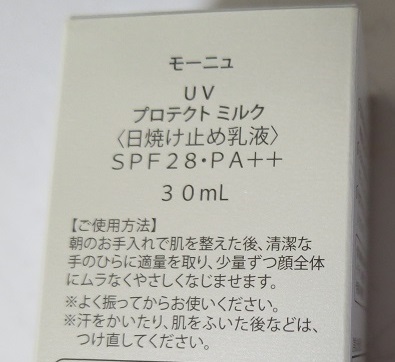 モーニュ
UV
プロテクト ミルク
〈日焼け止め乳液〉
SPF28・PA++
30mL
【ご使用方法】
朝のお手入れで肌を整えた後、清潔な
手のひらに適量を取り、少量ずつ顔全体
にムラなくやさしくなじませます。
※よく振ってからお使いください。
※汗をかいたり、肌をふいた後などは、
つけ直してください。